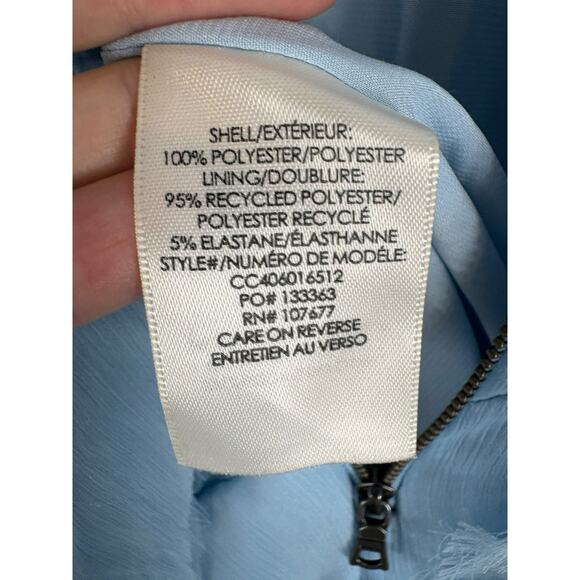 SHELL/EXTÉRIEUR:
100% POLYESTER/POLYESTER
LINING/DOUBLURE:
95% RECYCLED POLYESTER/
POLYESTER RECYCLÉ
5% ELASTANE/ÉLASTHANNE
STYLE#/NUMÉRO DE MODÉLE:
CC406016512
PO# 133363
RN# 107677
CARE ON REVERSE
ENTRETIEN AU VERSO